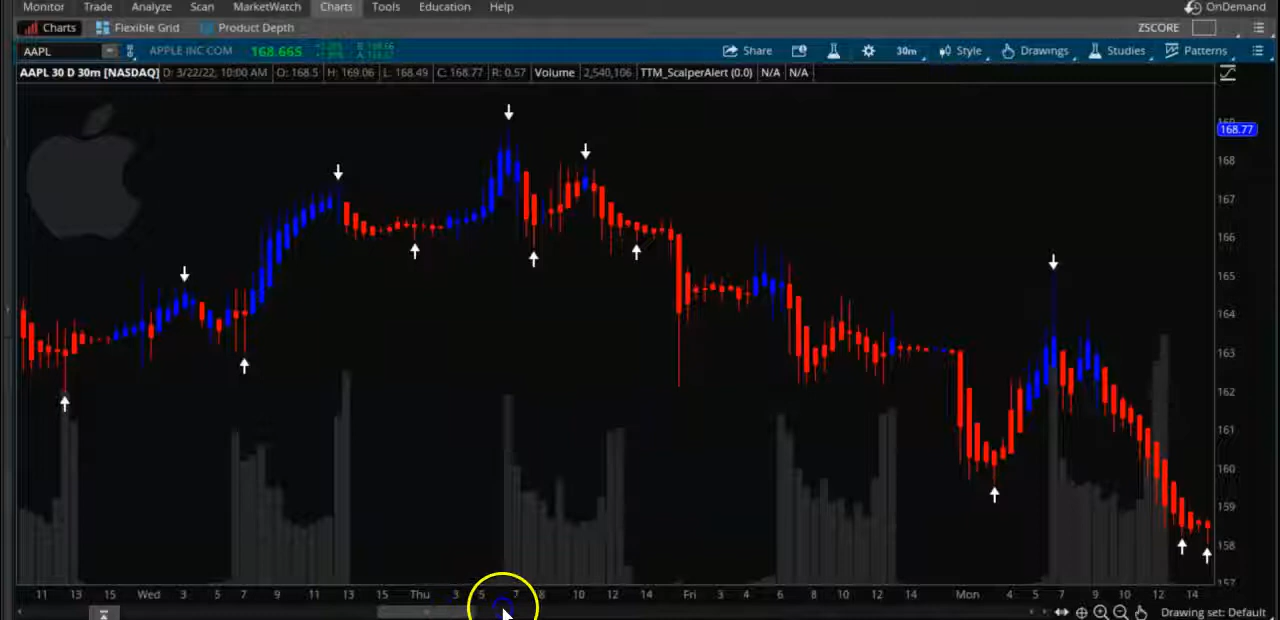 Monitor Trade Analyze Scan MarketWatch Charts Tools Education Help OnDemand
Charts Flexible Grid Product Depth ZSCORE
AAPL APPLE INC COM 168.665 Share 30m Style Drawings Studies Patterns
AAPL 30 D 30m [NASDAQ] D: 3/22/22, 10:00 AM O: 168.5 H: 169.06 L: 168.49 C: 168.77 R: 0.57 Volume 2,540,106 TTM_ScalperAlert (0.0) N/A N/A
168.77
168
167
166
165
164
163
162
161
160
159
158
157
11 13 15 Wed 3 5 7 9 11 13 15 Thu 3 5 7 10 12 14 Fri 3 4 6 8 10 12 14 Mon 4 5 7 9 10 12 14
Drawing set: Default